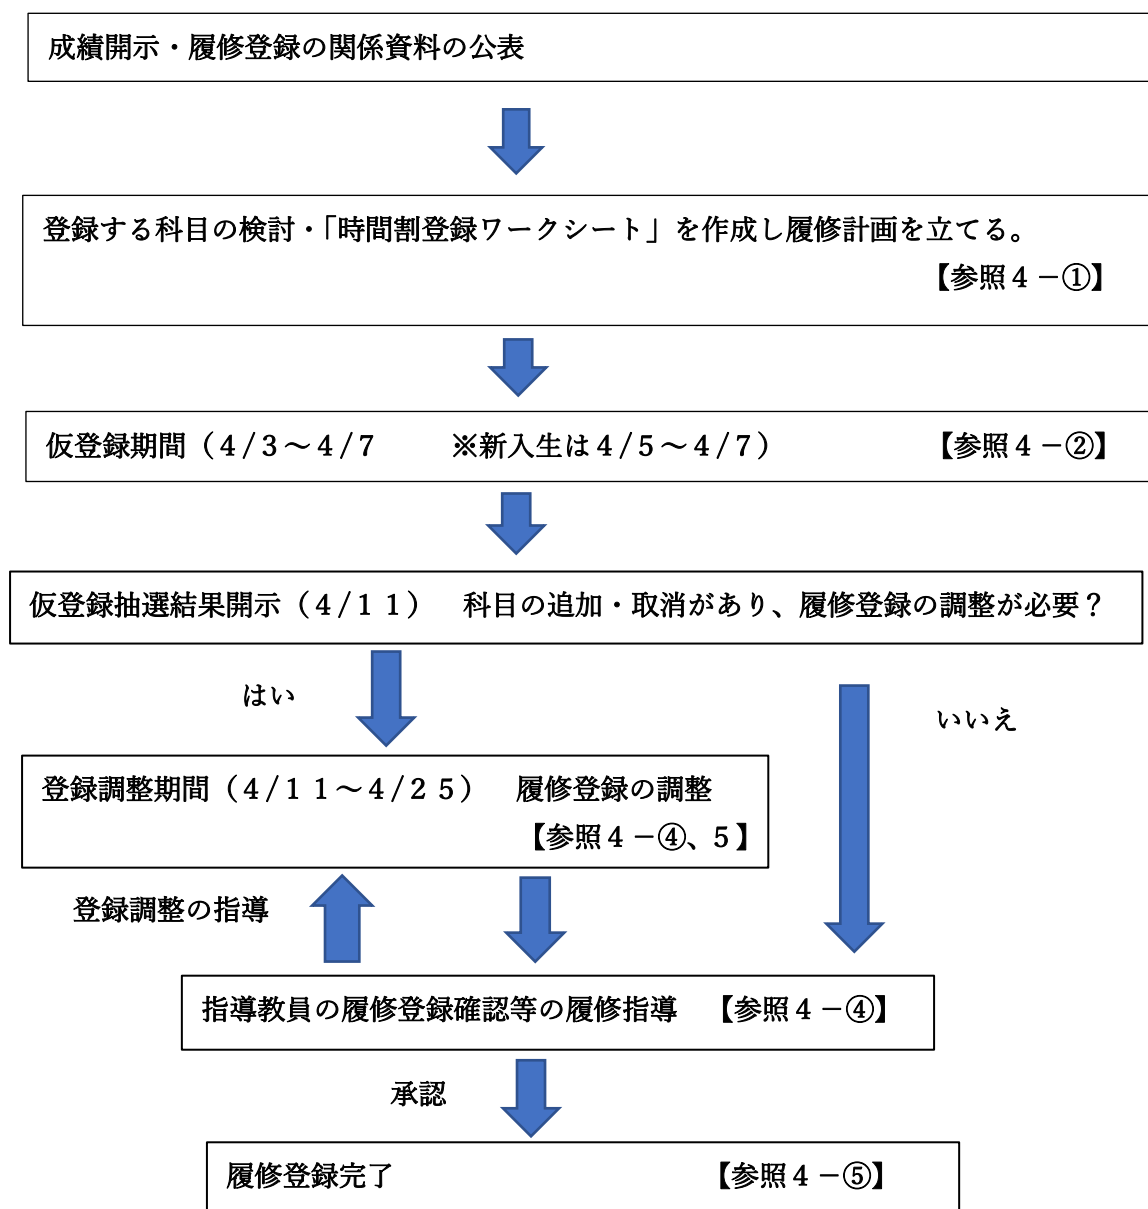 成績開示・履修登録の関係資料の公表
登録する科目の検討・「時間割登録ワークシート」を作成し履修計画を立てる。
【参照４－①】
仮登録期間（４/３～４/７　　　※新入生は４/５～４/７）　　　　　　【参照４－②】
仮登録抽選結果開示（４/１１）　科目の追加・取消があり、履修登録の調整が必要？
はい
いいえ
登録調整期間（４/１１～４/２５）　履修登録の調整
【参照４－④、５】
登録調整の指導
指導教員の履修登録確認等の履修指導　【参照４－④】
承認
履修登録完了　　　　　　　　　　　　【参照４－⑤】